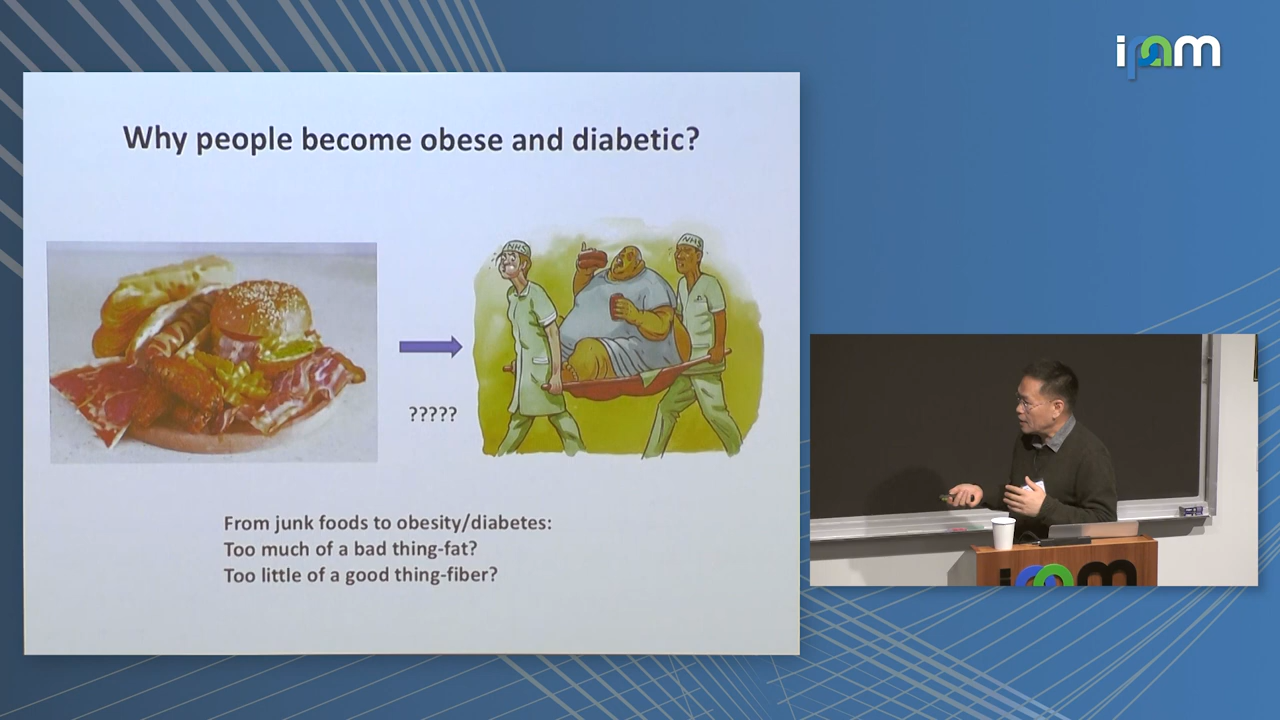 ipam
Why people become obese and diabetic?
NHS
NHS
?????
From junk foods to obesity/diabetes:
Too much of a bad thing-fat?
Too little of a good thing-fiber?
ipam